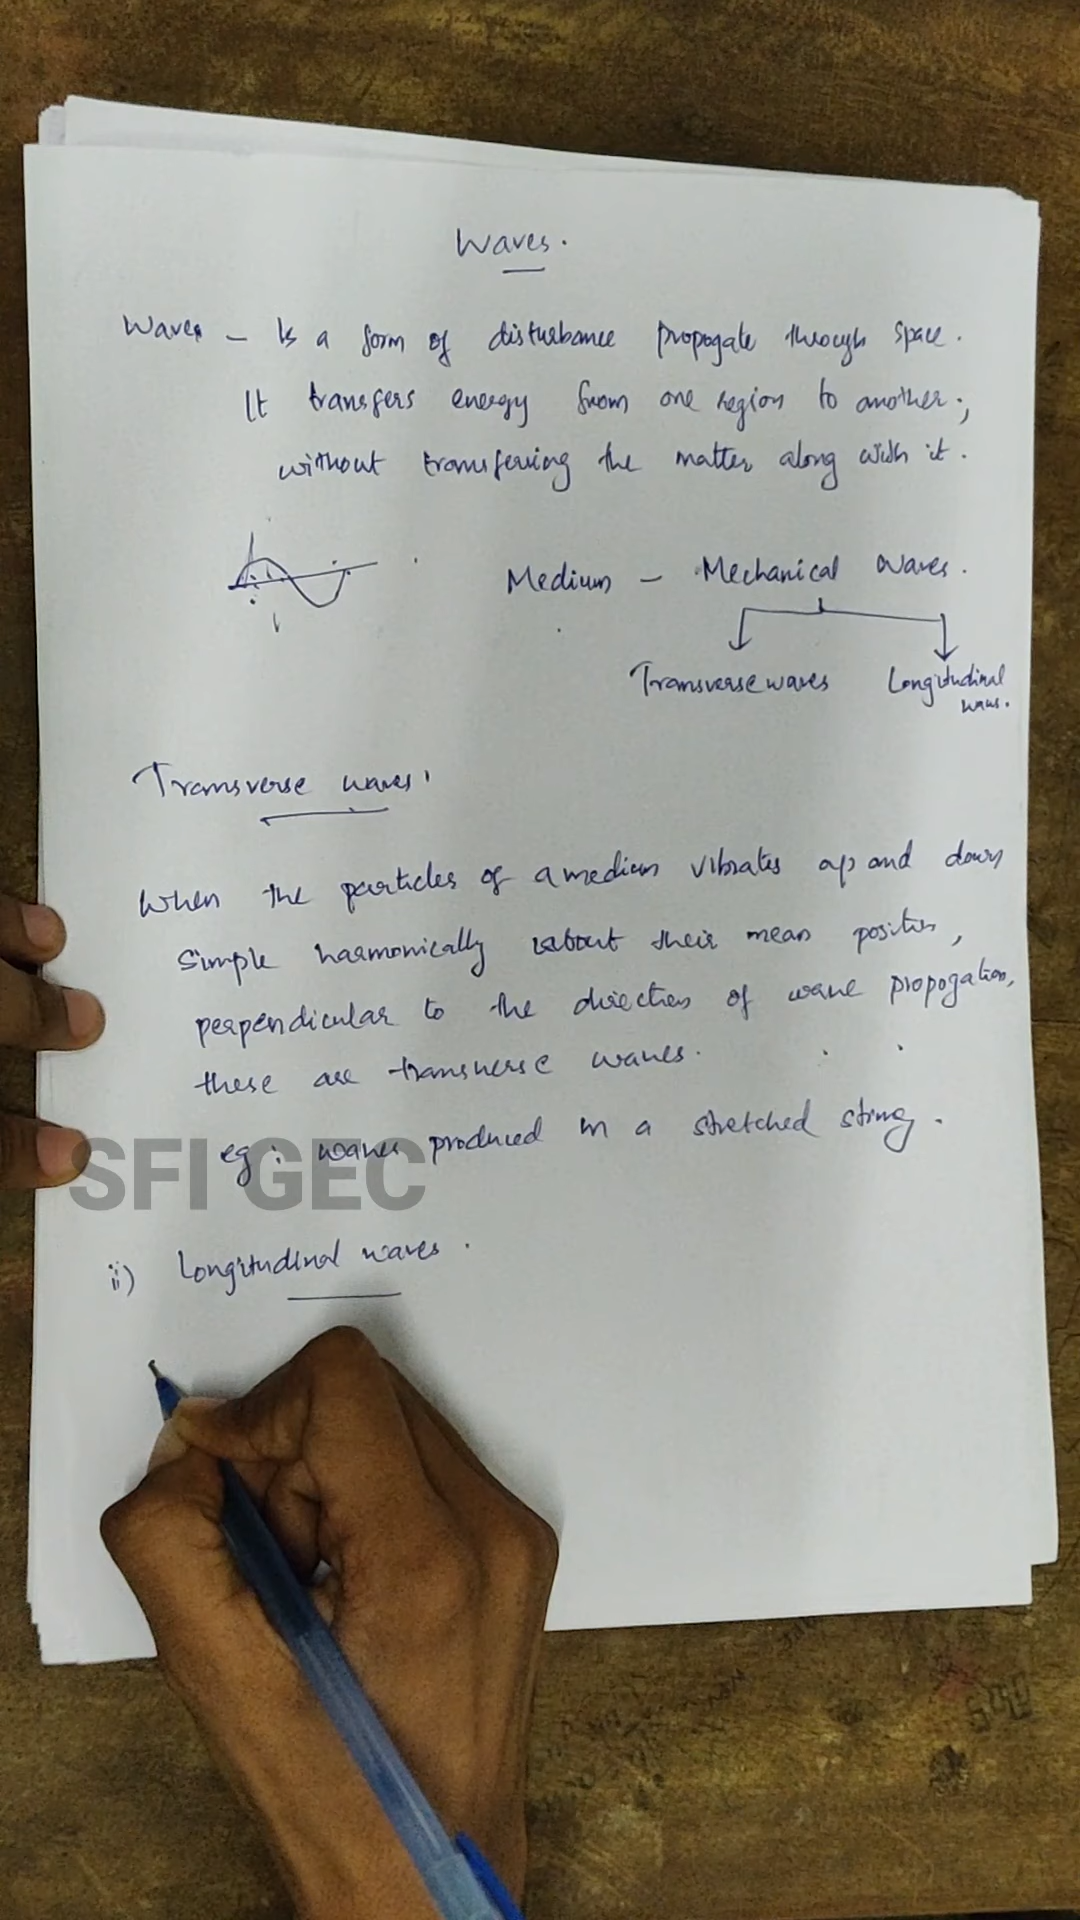 Waves.
Waves - Is a form of disturbance propogate through space.
It transfers energy from one region to another.,
without transferring the matter along with it.
Medium - Mechanical waves.
Transverse waves
Longitudinal
waves.
Transverse waves.
When the particles of a medium vibrates up and down
Simple harmonically about their mean position,
perpendicular to the direction of wave propogation,
these are transverse waves.
eg: waves produced in a stretched string.
SFI GEC
ii) Longitudinal waves.